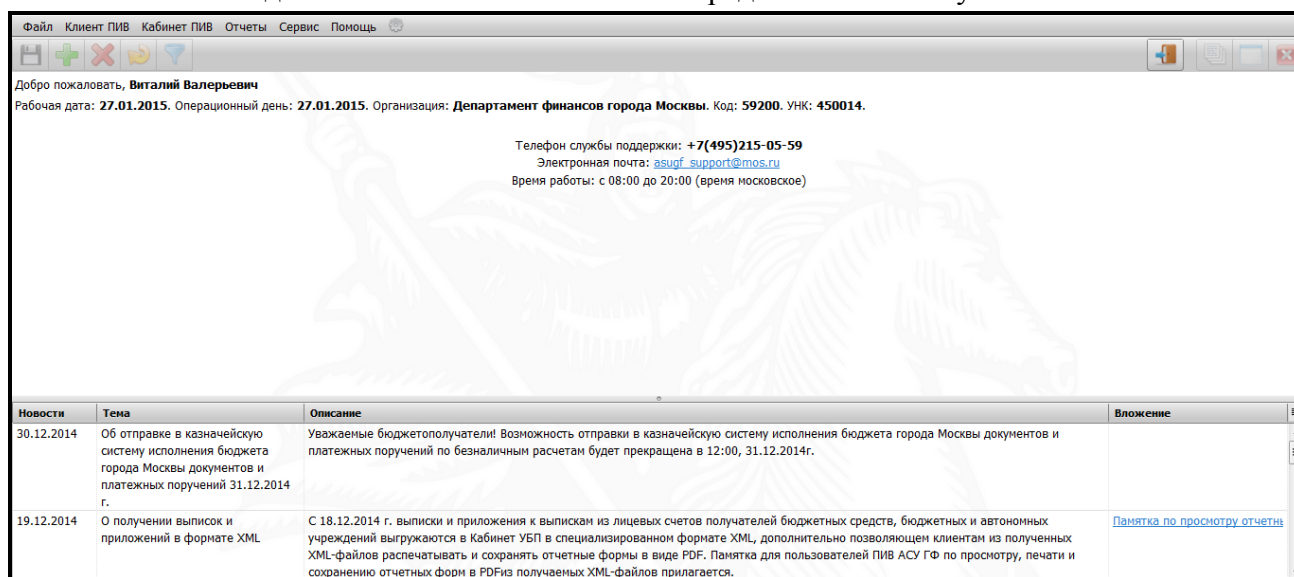 Файл Клиент ПИВ Кабинет ПИВ Отчеты Сервис Помощь
Добро пожаловать, Виталий Валерьевич
Рабочая дата: 27.01.2015. Операционный день: 27.01.2015. Организация: Департамент финансов города Москвы. Код: 59200. УНК: 450014.
Телефон службы поддержки: +7(495)215-05-59
Электронная почта: asugf_support@mos.ru
Время работы: с 08:00 до 20:00 (время московское)
Новости Тема Описание Вложение
30.12.2014 Об отправке в казначейскую Уважаемые бюджетополучатели! Возможность отправки в казначейскую систему исполнения бюджета города Москвы документов и
систему исполнения бюджета платежных поручений по безналичным расчетам будет прекращена в 12:00, 31.12.2014г.
города Москвы документов и
платежных поручений 31.12.2014
г.
19.12.2014 О получении выписок и С 18.12.2014 г. выписки и приложения к выпискам из лицевых счетов получателей бюджетных средств, бюджетных и автономных Памятка по просмотру отчетны
приложений в формате XML учреждений выгружаются в Кабинет УБП в специализированном формате XML, дополнительно позволяющем клиентам из полученных
XML-файлов распечатывать и сохранять отчетные формы в виде PDF. Памятка для пользователей ПИВ АСУ ГФ по просмотру, печати и
сохранению отчетных форм в PDFиз получаемых XML-файлов прилагается.